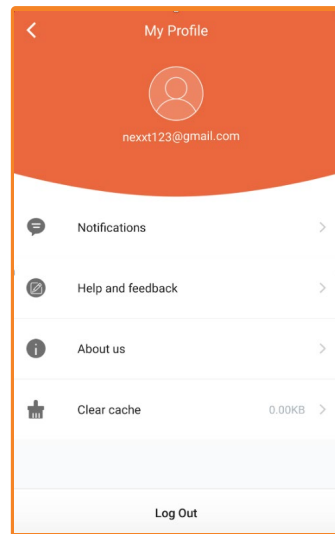 My Profile
nexxt123@gmail.com
Notifications
Help and feedback
About us
Clear cache 0.00KB
Log Out